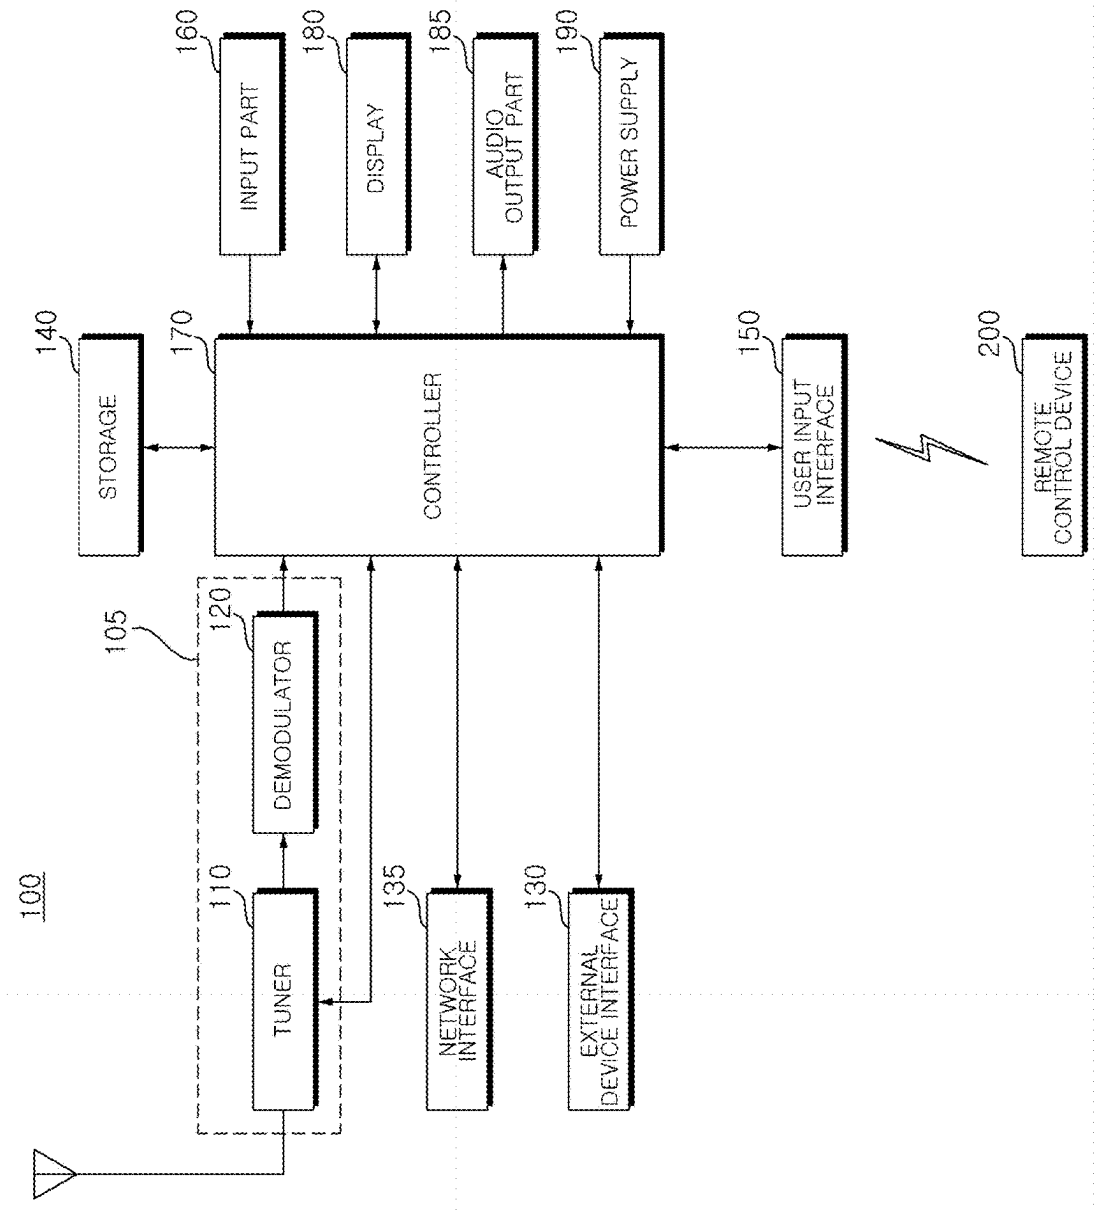 100
105
110
TUNER
120
DEMODULATOR
135
NETWORK
INTERFACE
130
EXTERNAL
DEVICE INTERFACE
140
STORAGE
170
CONTROLLER
150
USER INPUT
INTERFACE
200
REMOTE
CONTROL DEVICE
160
INPUT PART
180
DISPLAY
185
AUDIO
OUTPUT PART
190
POWER SUPPLY